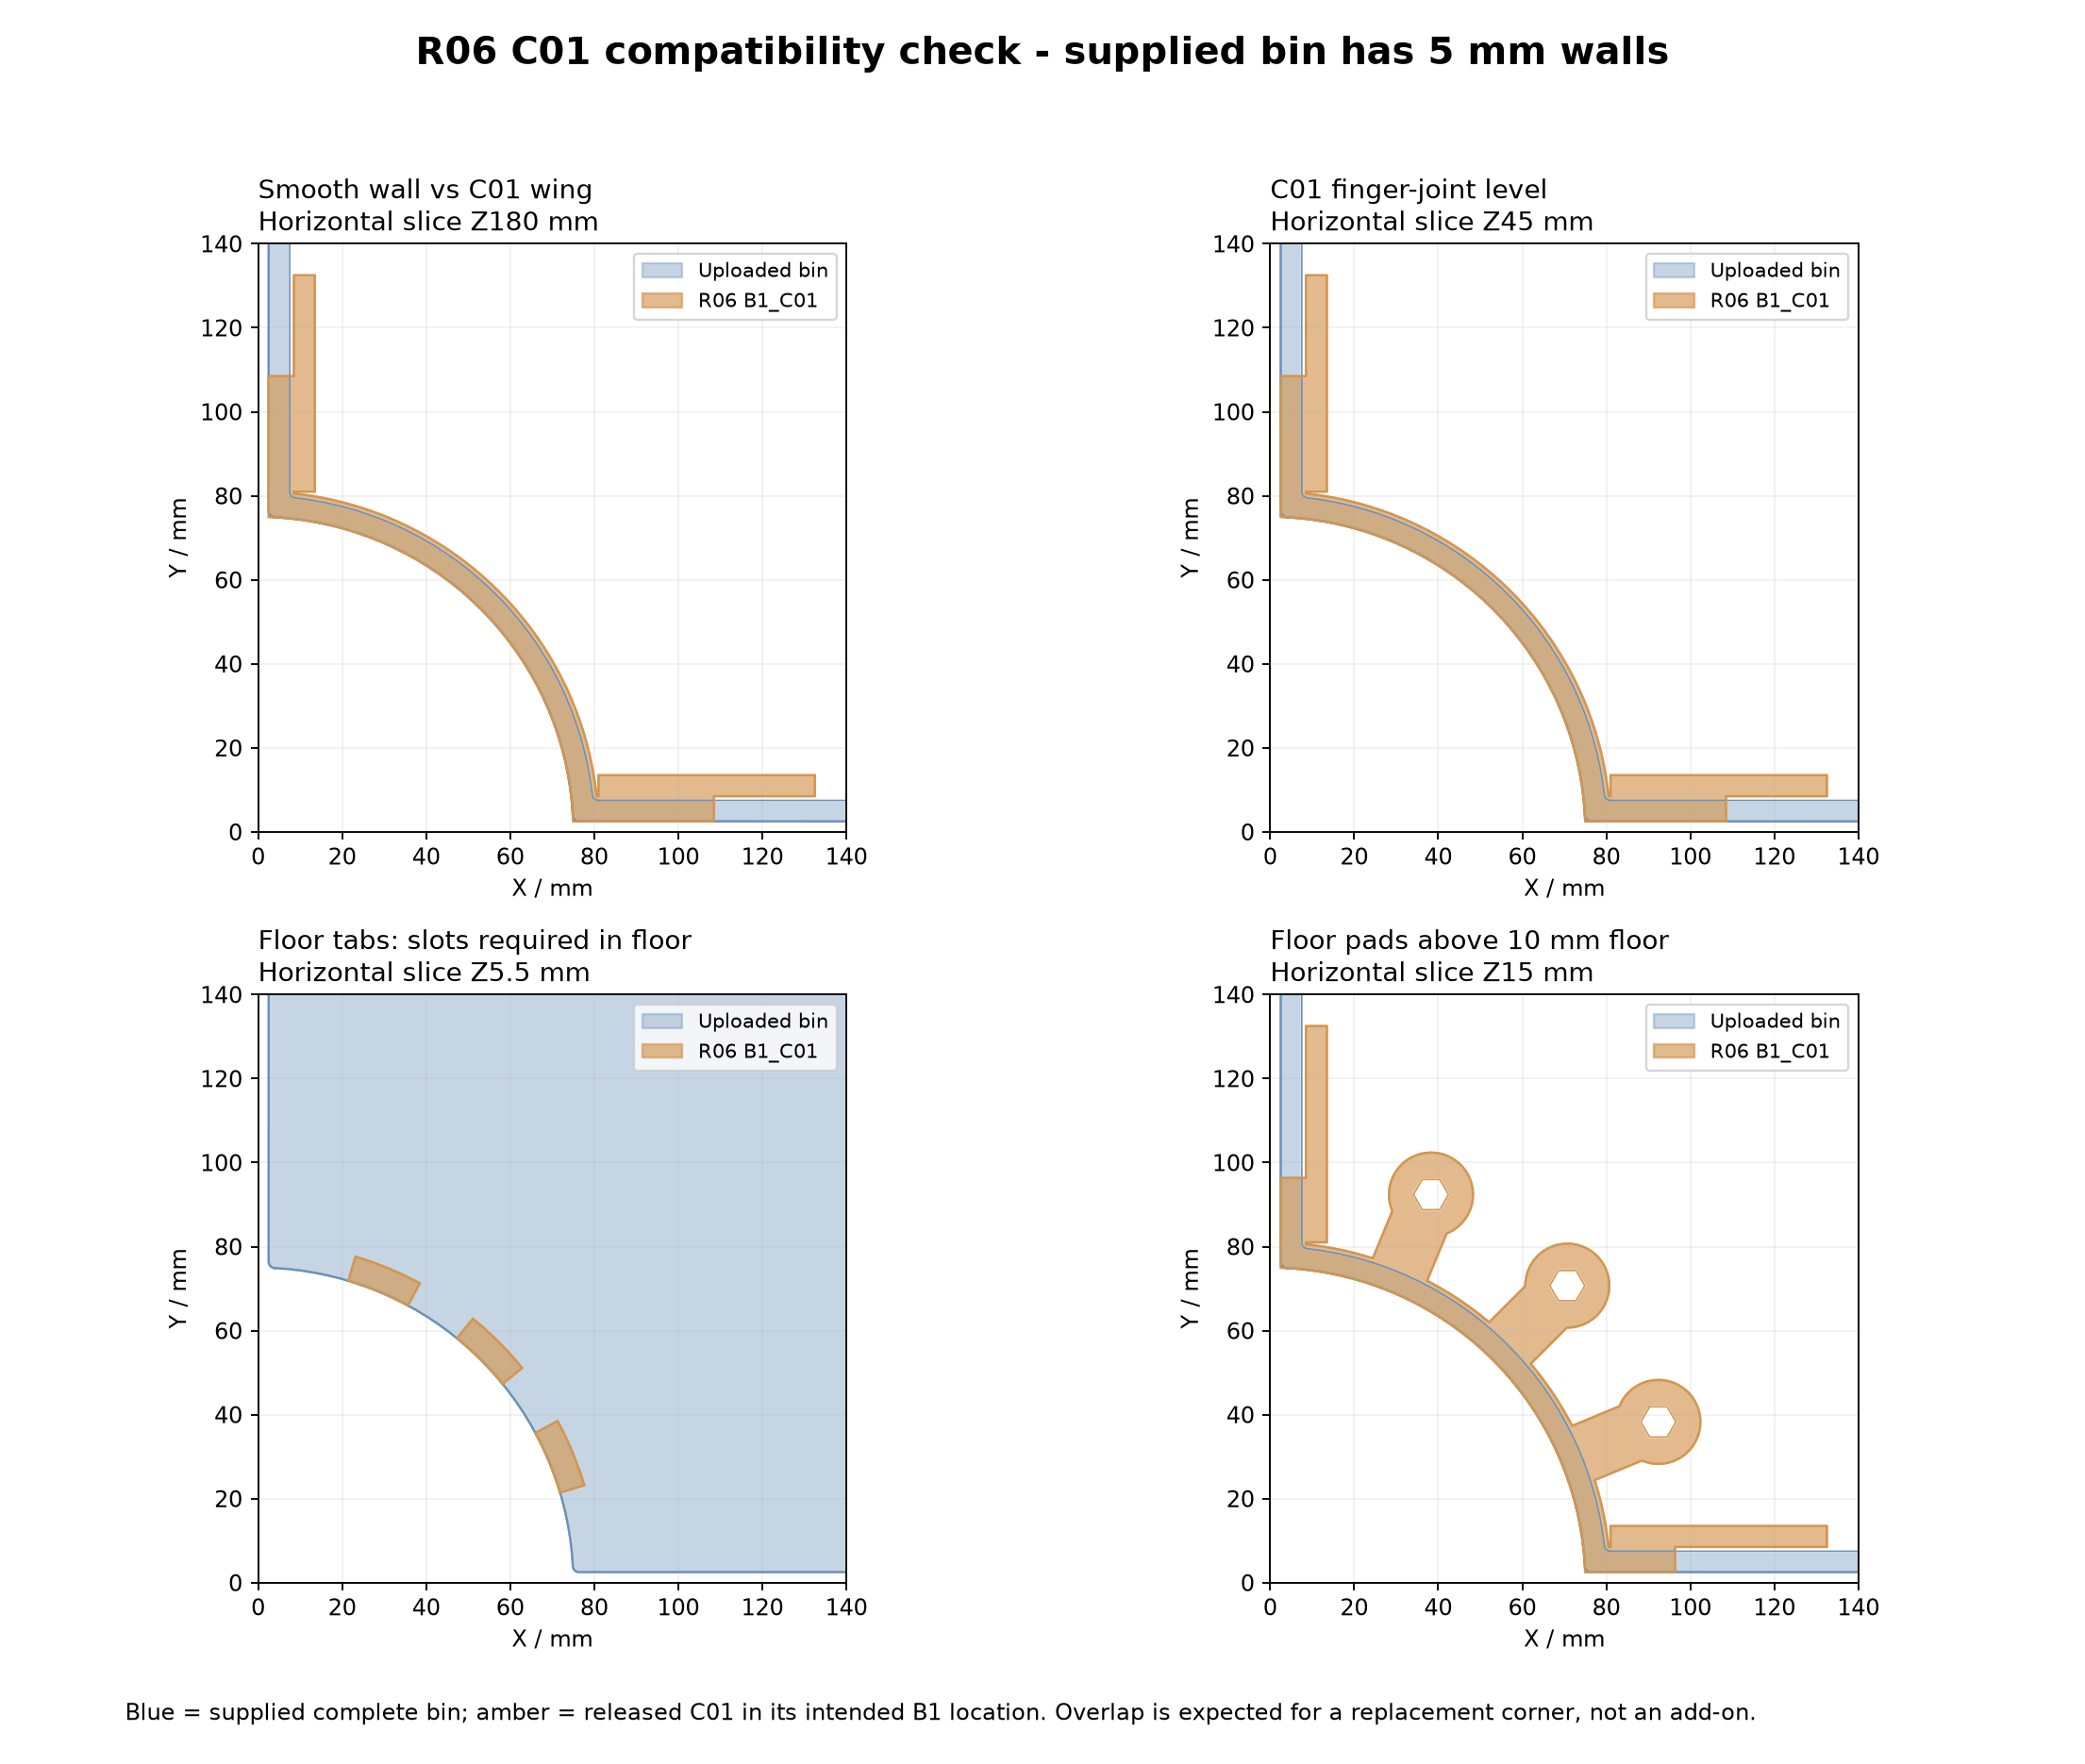 R06 C01 compatibility check - supplied bin has 5 mm walls
Smooth wall vs C01 wing
Horizontal slice Z180 mm
Uploaded bin
R06 B1_C01
140
120
100
80
60
40
20
0
Y / mm
0 20 40 60 80 100 120 140
X / mm
C01 finger-joint level
Horizontal slice Z45 mm
Uploaded bin
R06 B1_C01
140
120
100
80
60
40
20
0
Y / mm
0 20 40 60 80 100 120 140
X / mm
Floor tabs: slots required in floor
Horizontal slice Z5.5 mm
Uploaded bin
R06 B1_C01
140
120
100
80
60
40
20
0
Y / mm
0 20 40 60 80 100 120 140
X / mm
Floor pads above 10 mm floor
Horizontal slice Z15 mm
Uploaded bin
R06 B1_C01
140
120
100
80
60
40
20
0
Y / mm
0 20 40 60 80 100 120 140
X / mm
Blue = supplied complete bin; amber = released C01 in its intended B1 location. Overlap is expected for a replacement corner, not an add-on.